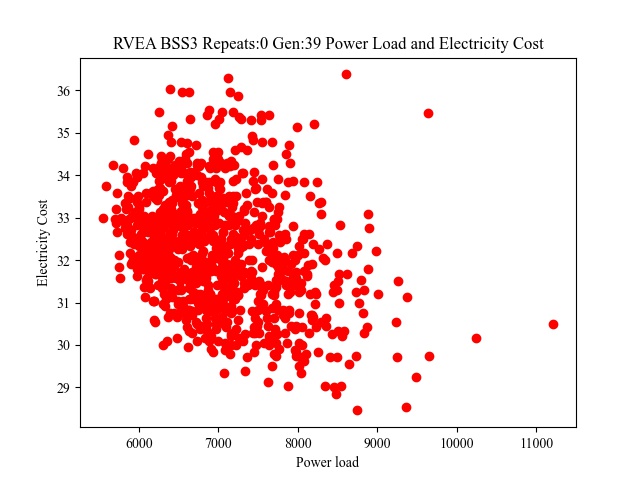 RVEA BSS3 Repeats:0 Gen:39 Power Load and Electricity Cost
36
35
34
33
32
31
30
29
Electricity Cost
6000 7000 8000 9000 10000 11000
Power load